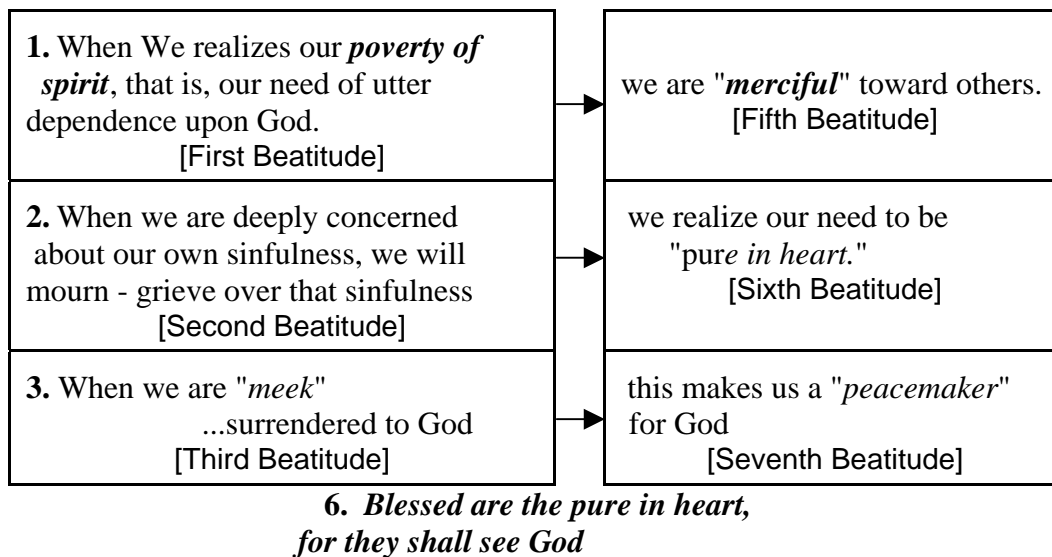 1. When We realizes our poverty of
spirit, that is, our need of utter
dependence upon God.
[First Beatitude]
we are "merciful" toward others.
[Fifth Beatitude]
2. When we are deeply concerned
about our own sinfulness, we will
mourn - grieve over that sinfulness
[Second Beatitude]
we realize our need to be
"pure in heart."
[Sixth Beatitude]
3. When we are "meek"
...surrendered to God
[Third Beatitude]
this makes us a "peacemaker"
for God
[Seventh Beatitude]
6. Blessed are the pure in heart,
for they shall see God